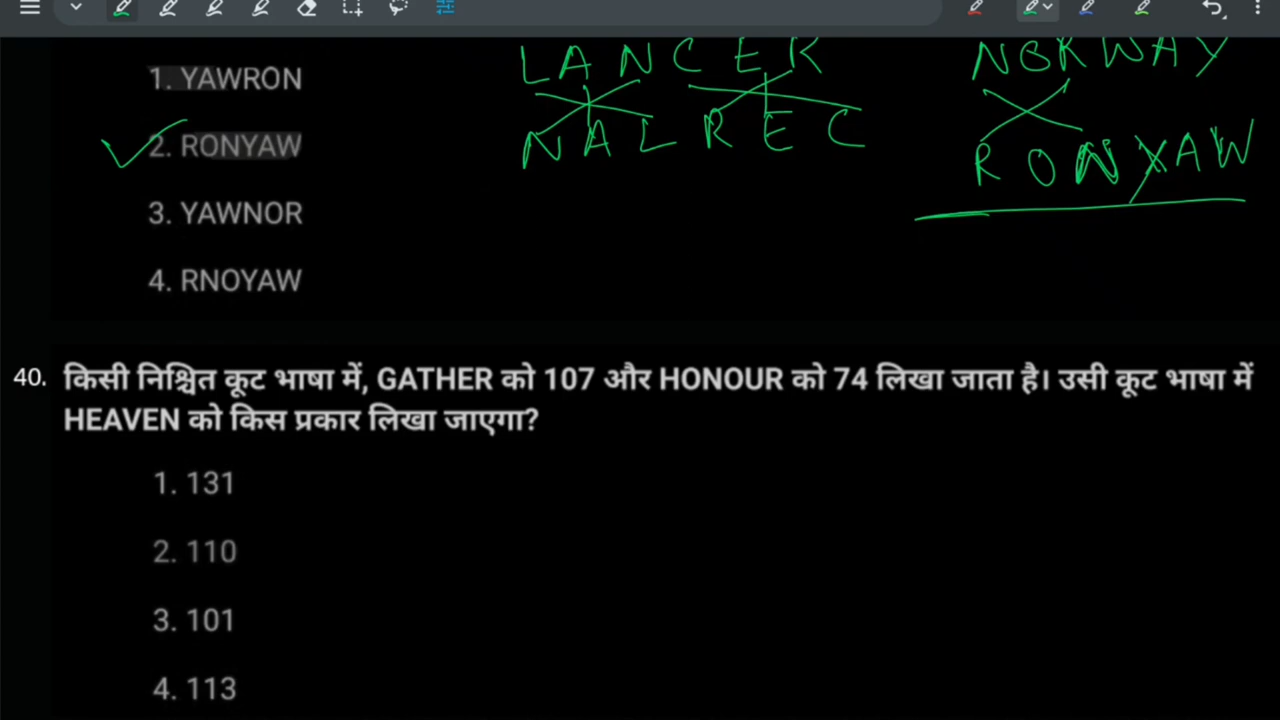 LANCER NORWAY
1. YAWRON
NALREC RONYAW
2. RONYAW
3. YAWNOR
4. RNOYAW
40. किसी निश्चित कूट भाषा में, GATHER को 107 और HONOUR को 74 लिखा जाता है। उसी कूट भाषा में
HEAVEN को किस प्रकार लिखा जाएगा?
1. 131
2. 110
3. 101
4. 113